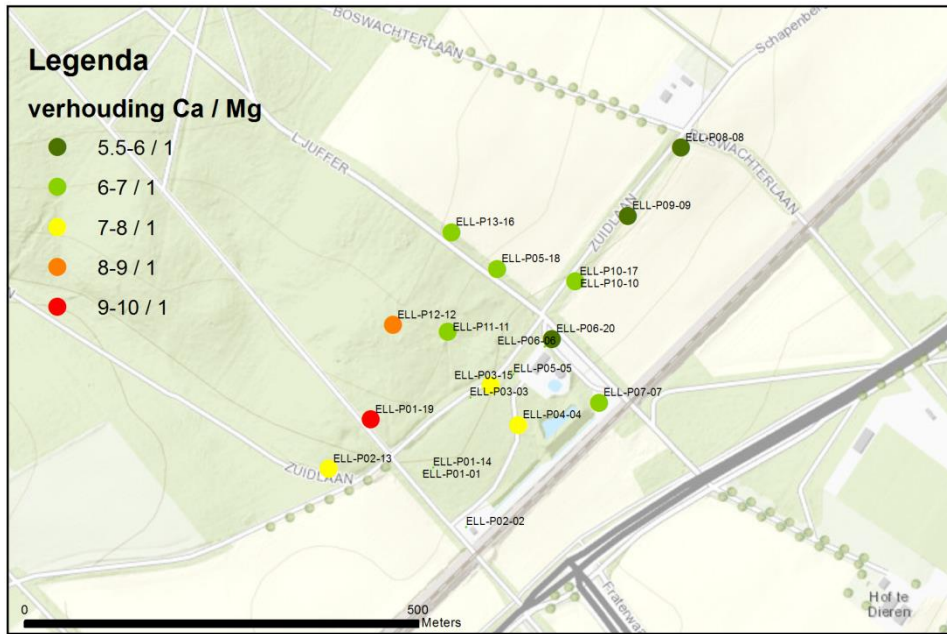 Legenda
verhouding Ca / Mg
5.5-6 / 1
6-7 / 1
7-8 / 1
8-9 / 1
9-10 / 1
BOSWACHTERLAAN
Schapenber
L JUFFER
BOSWACHTERLAAN
ZUIDLAAN
ELL-P08-08
ELL-P09-09
ELL-P13-16
ELL-P05-18
ELL-P10-17
ELL-P10-10
ELL-P12-12
ELL-P11-11
ELL-P06-20
ELL-P06-06
ELL-P03-15
ELL-P05-05
ELL-P03-03
ELL-P07-07
ELL-P01-19
ELL-P04-04
ELL-P02-13
ZUIDLAAN
ELL-P01-14
ELL-P01-01
ELL-P02-02
N
Fraterwaa
Hof te
Dieren
0
500
Meters